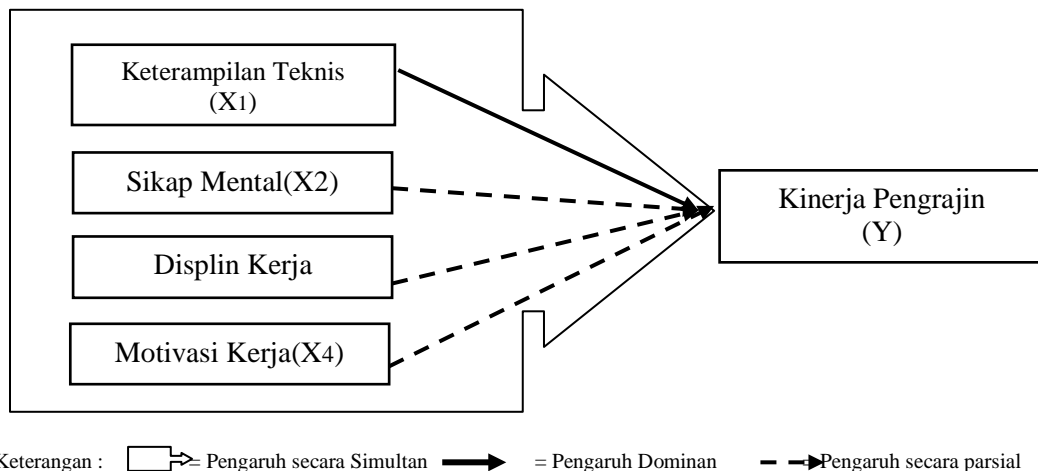 Keterampilan Teknis
(X1)
Sikap Mental(X2)
Displin Kerja
Motivasi Kerja(X4)
Kinerja Pengrajin
(Y)
Keterangan : = Pengaruh secara Simultan = Pengaruh Dominan Pengaruh secara parsial